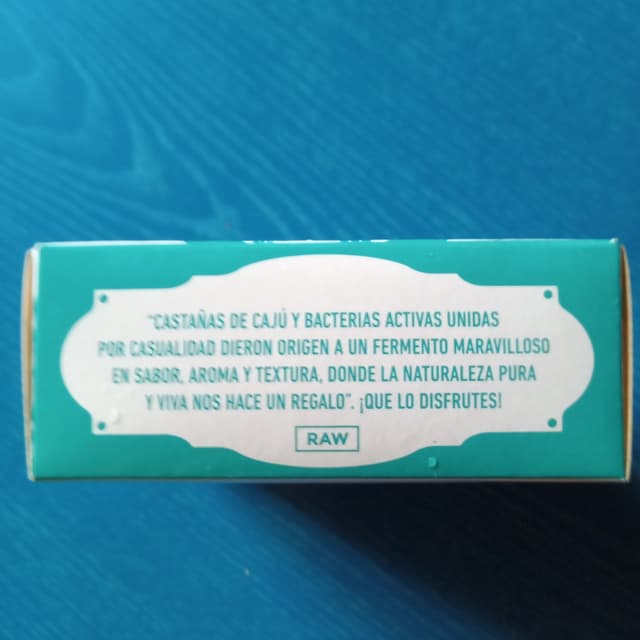 "CASTAÑAS DE CAJÚ Y BACTERIAS ACTIVAS UNIDAS
POR CASUALIDAD DIERON ORIGEN A UN FERMENTO MARAVILLOSO
EN SABOR, AROMA Y TEXTURA, DONDE LA NATURALEZA PURA
Y VIVA NOS HACE UN REGALO". ¡QUE LO DISFRUTES!
RAW